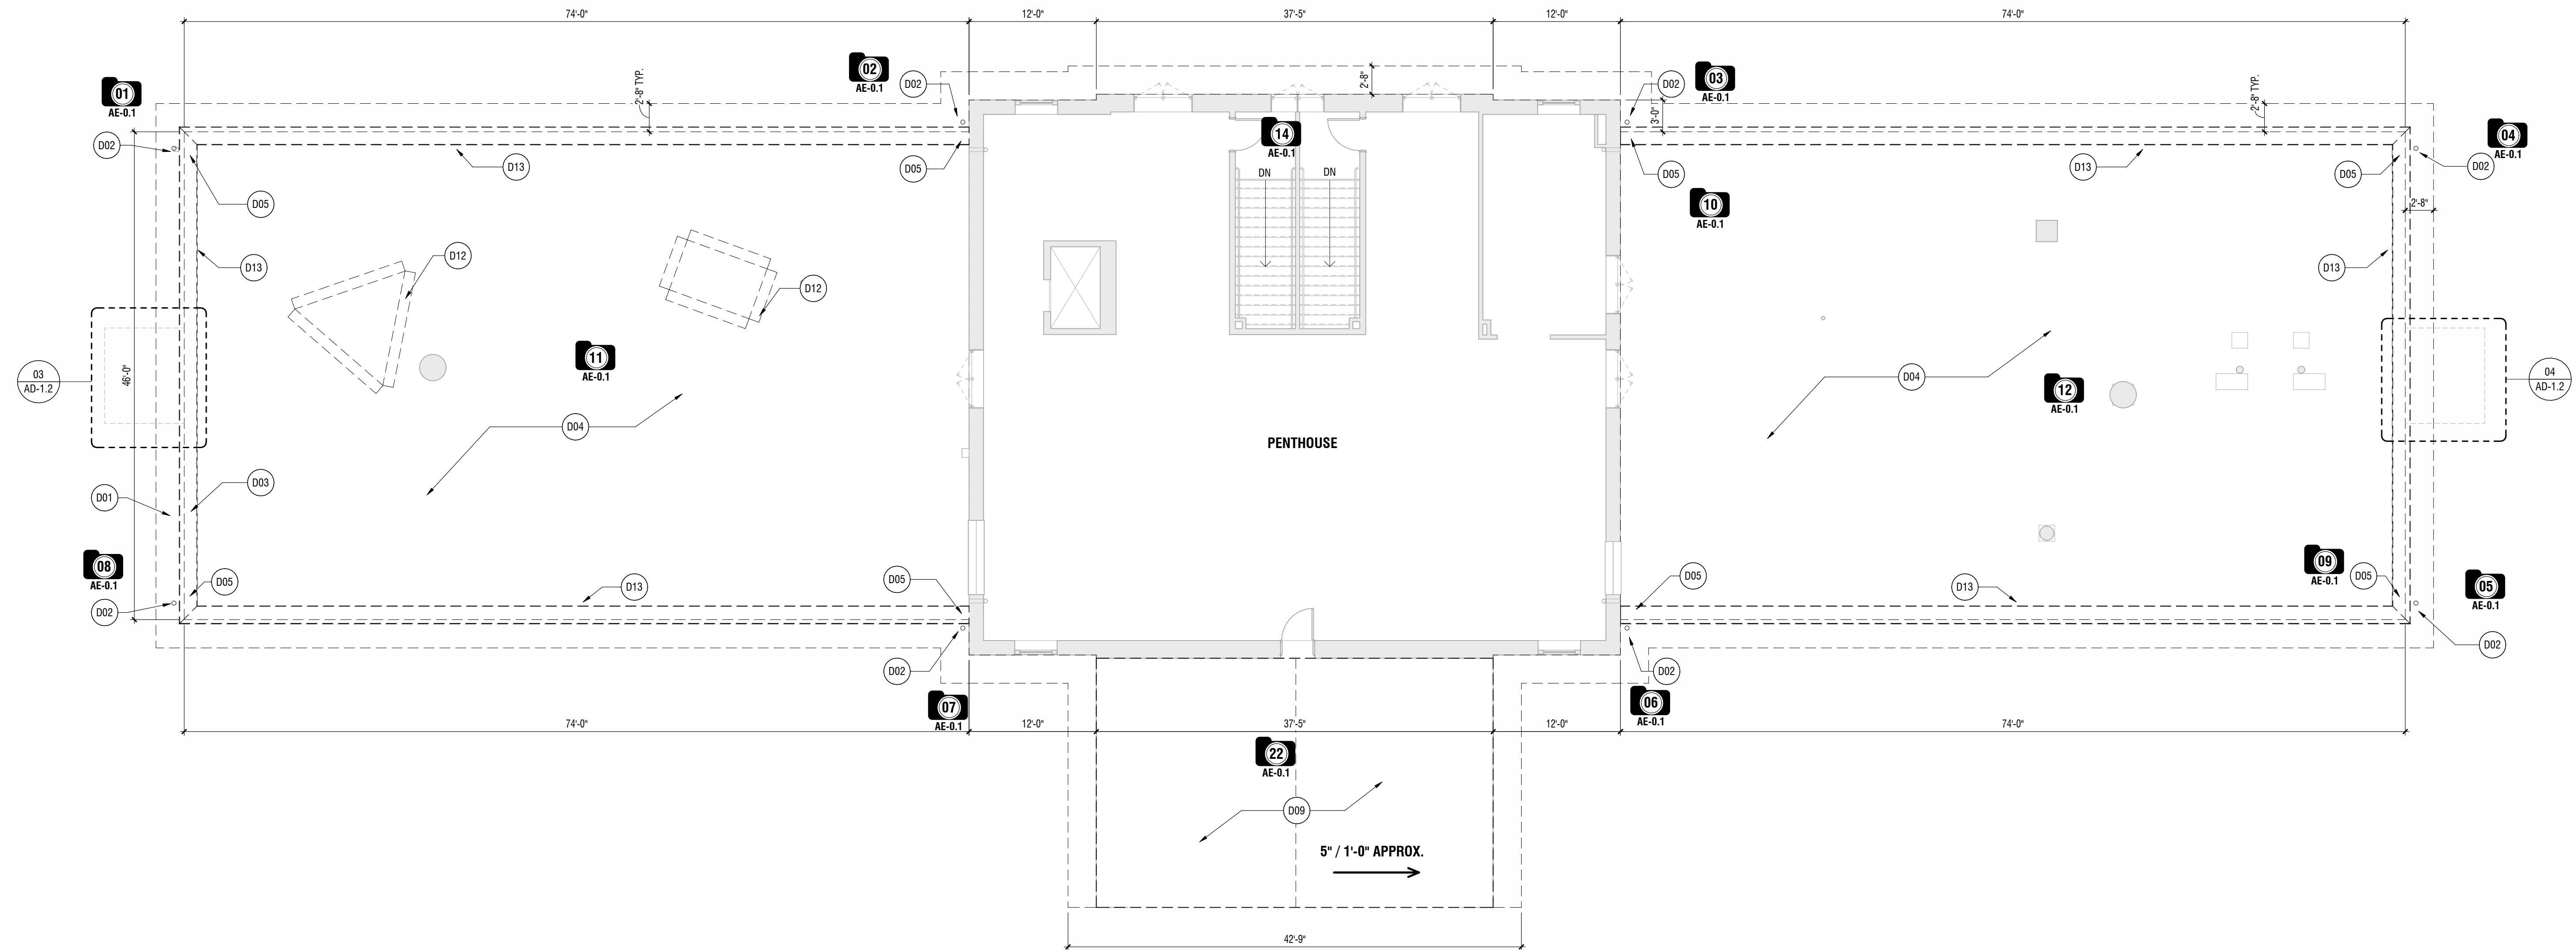 74'-0"
12'-0"
37'-5"
12'-0"
74'-0"
01
AE-0.1
02
AE-0.1
D02
2'-8" TYP.
2'-8"
D02
03
AE-0.1
2'-8" TYP.
3'-0"
D02
D13
D05
14
AE-0.1
D05
D13
D05
D02
04
AE-0.1
D05
DN
DN
10
AE-0.1
2'-8"
D13
D12
D12
D13
11
AE-0.1
03
AD-1.2
46'-0"
D04
D04
12
AE-0.1
04
AD-1.2
PENTHOUSE
D01
D03
08
AE-0.1
D05
D02
D13
D05
D05
D13
09
AE-0.1
D05
05
AE-0.1
D02
D02
D02
07
AE-0.1
06
AE-0.1
74'-0"
12'-0"
37'-5"
12'-0"
74'-0"
22
AE-0.1
D09
5" / 1'-0" APPROX.
42'-9"